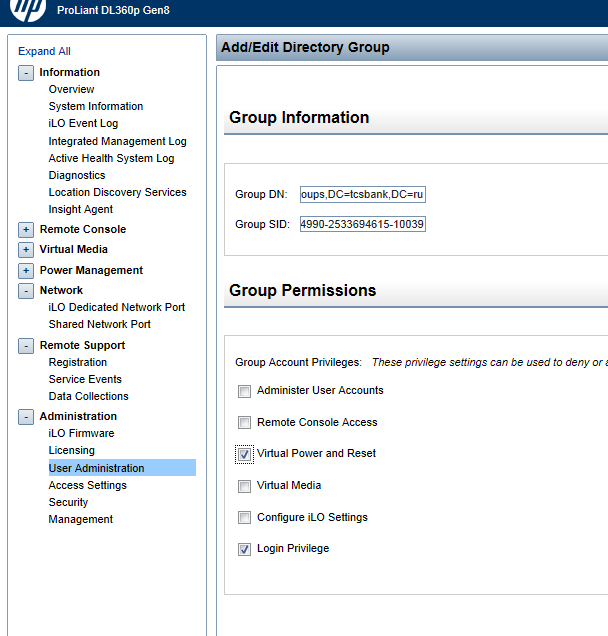 hp
ProLiant DL360p Gen8
Expand All
- Information
Overview
System Information
iLO Event Log
Integrated Management Log
Active Health System Log
Diagnostics
Location Discovery Services
Insight Agent
+ Remote Console
+ Virtual Media
+ Power Management
- Network
iLO Dedicated Network Port
Shared Network Port
- Remote Support
Registration
Service Events
Data Collections
- Administration
iLO Firmware
Licensing
User Administration
Access Settings
Security
Management
Add/Edit Directory Group
Group Information
Group DN: oups,DC=tcsbank,DC=ru
Group SID: 4990-2533694615-10039
Group Permissions
Group Account Privileges: These privilege settings can be used to deny or a
Administer User Accounts
Remote Console Access
Virtual Power and Reset
Virtual Media
Configure iLO Settings
Login Privilege